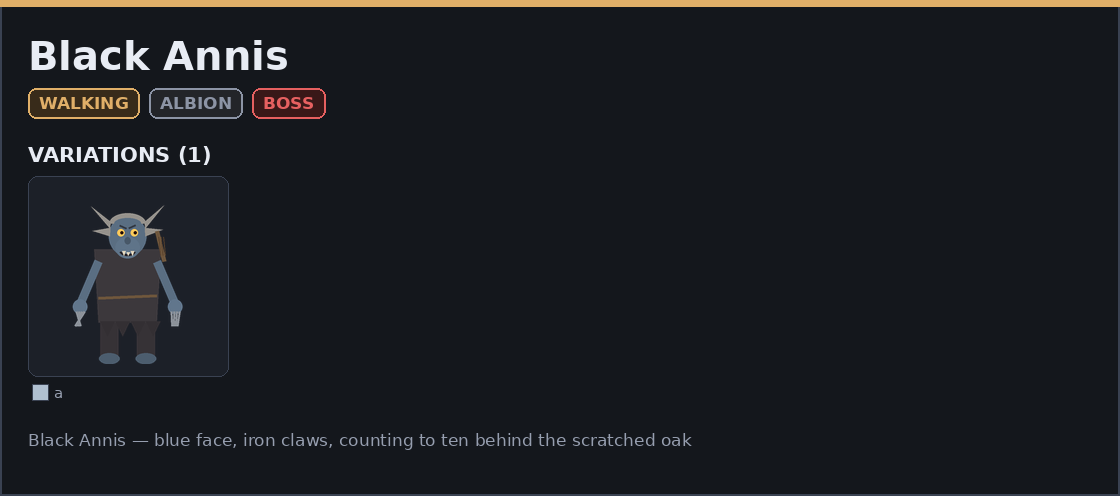 Black Annis
WALKING ALBION BOSS
VARIATIONS (1)
a
Black Annis — blue face, iron claws, counting to ten behind the scratched oak